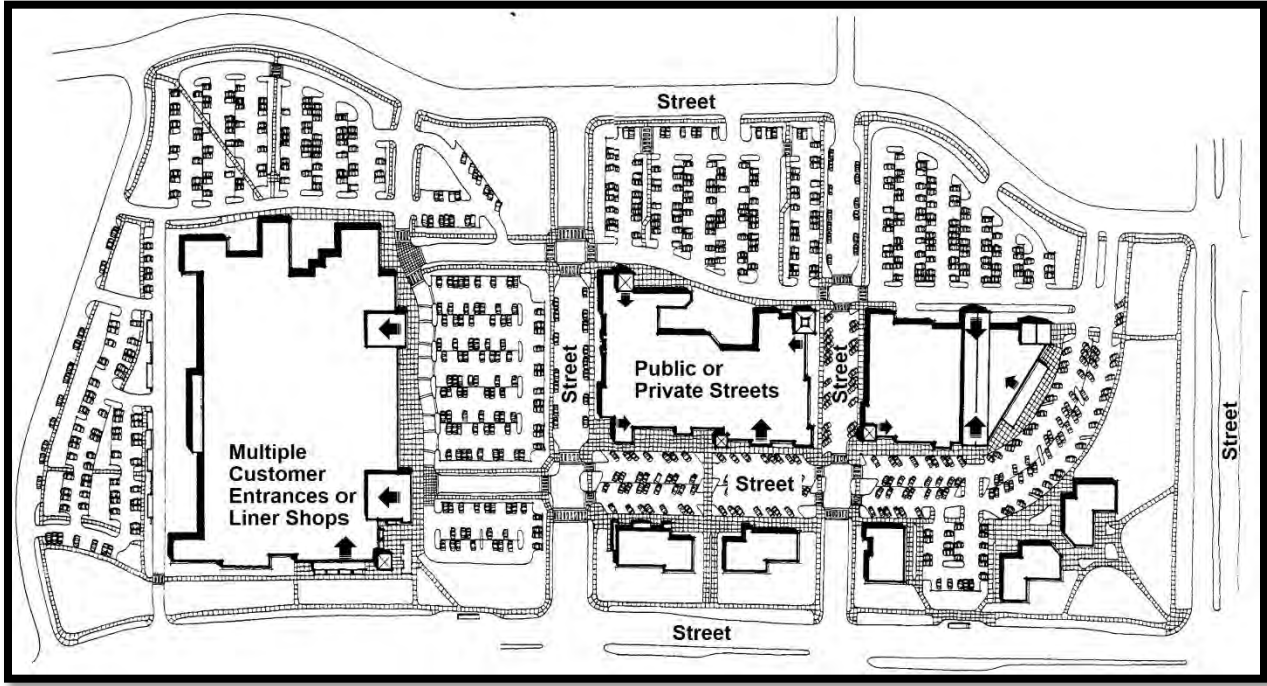 Street
Public or
Private Streets
Street
Street
Street
Multiple
Customer
Entrances or
Liner Shops
Street
Street